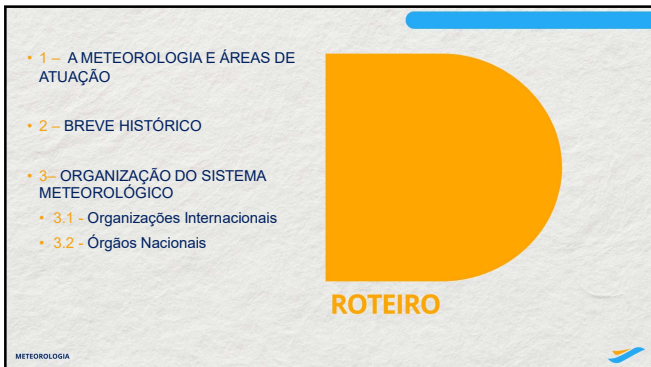 • 1 – A METEOROLOGIA E ÁREAS DE
ATUAÇÃO
• 2 – BREVE HISTÓRICO
• 3– ORGANIZAÇÃO DO SISTEMA
METEOROLÓGICO
• 3.1 - Organizações Internacionais
• 3.2 - Órgãos Nacionais
ROTEIRO
METEOROLOGIA